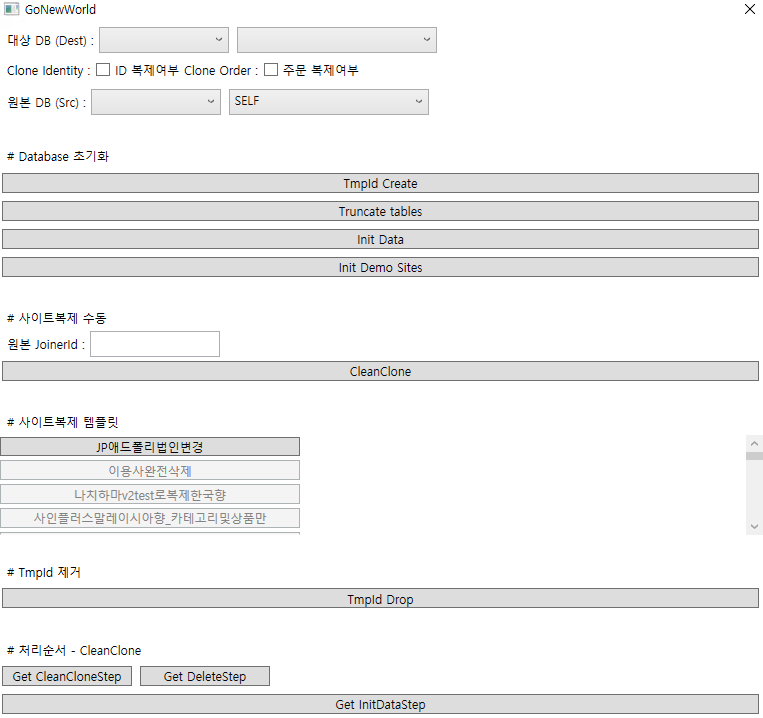 GoNewWorld
대상 DB (Dest) :
Clone Identity : ID 복제여부 Clone Order : 주문 복제여부
원본 DB (Src) : SELF
# Database 초기화
TmpId Create
Truncate tables
Init Data
Init Demo Sites
# 사이트복제 수동
원본 JoinerId :
CleanClone
# 사이트복제 템플릿
JP애드폴리법인변경
이용사완전삭제
나치하마v2test로복제한국향
사인플러스말레이시아향_카테고리및상품만
# TmpId 제거
TmpId Drop
# 처리순서 - CleanClone
Get CleanCloneStep Get DeleteStep
Get InitDataStep